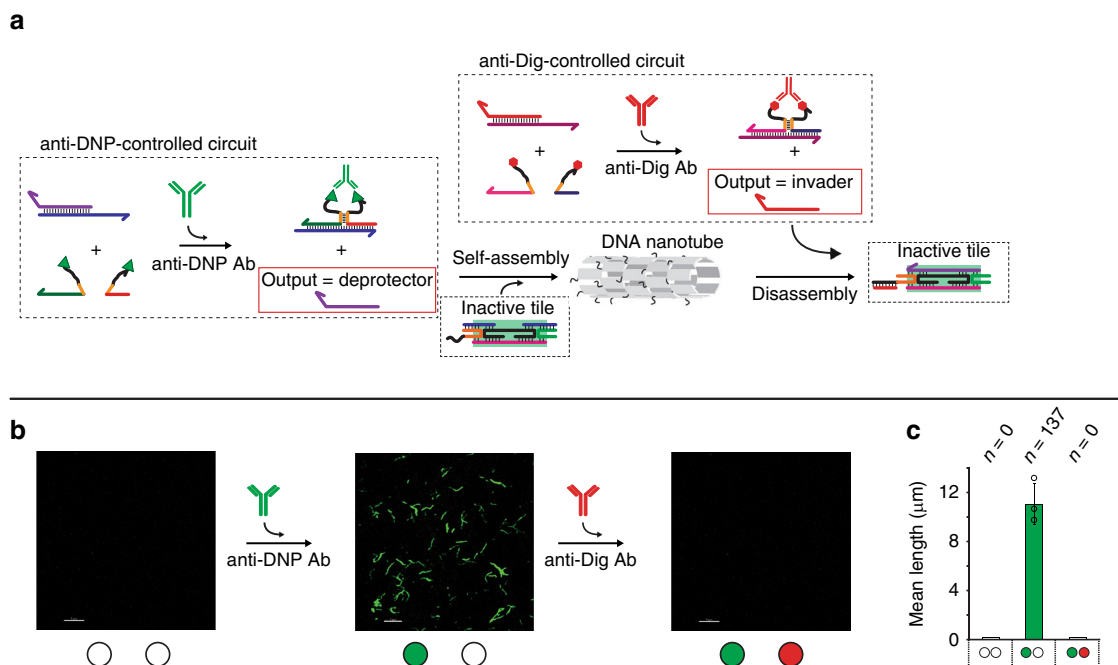 a
anti-Dig-controlled circuit
anti-DNP-controlled circuit
+
anti-Dig Ab
+
Output = invader
+
anti-DNP Ab
+
Output = deprotector
Self-assembly
DNA nanotube
Disassembly
Inactive tile
Inactive tile
b
anti-DNP Ab
anti-Dig Ab
c
n = 0
n = 137
n = 0
Mean length (μm)
12
8
4
0